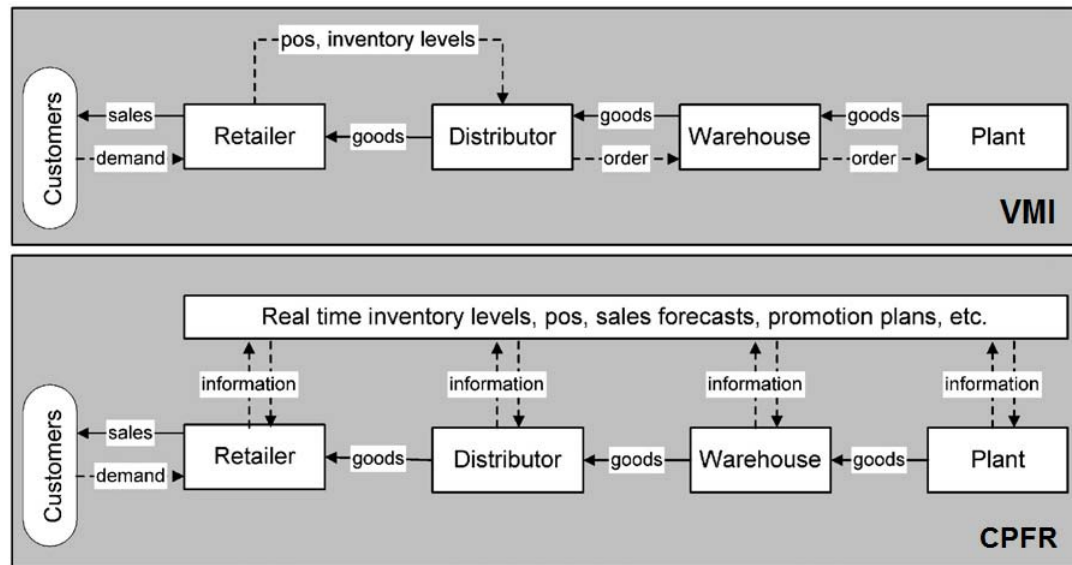 pos, inventory levels
Customers
sales
demand
Retailer
goods
Distributor
goods
order
Warehouse
goods
order
Plant
VMI
Real time inventory levels, pos, sales forecasts, promotion plans, etc.
information
information
information
information
Customers
sales
demand
Retailer
goods
Distributor
goods
Warehouse
goods
Plant
CPFR